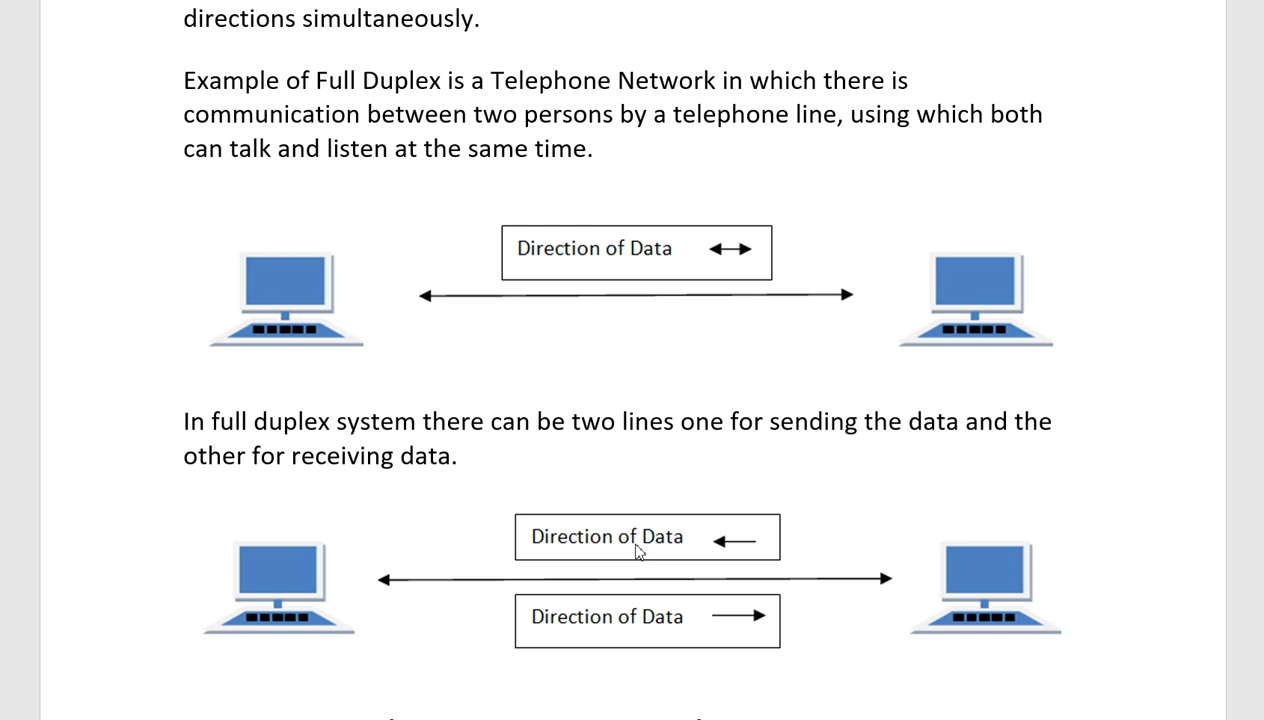 directions simultaneously.
Example of Full Duplex is a Telephone Network in which there is
communication between two persons by a telephone line, using which both
can talk and listen at the same time.
Direction of Data
In full duplex system there can be two lines one for sending the data and the
other for receiving data.
Direction of Data
Direction of Data